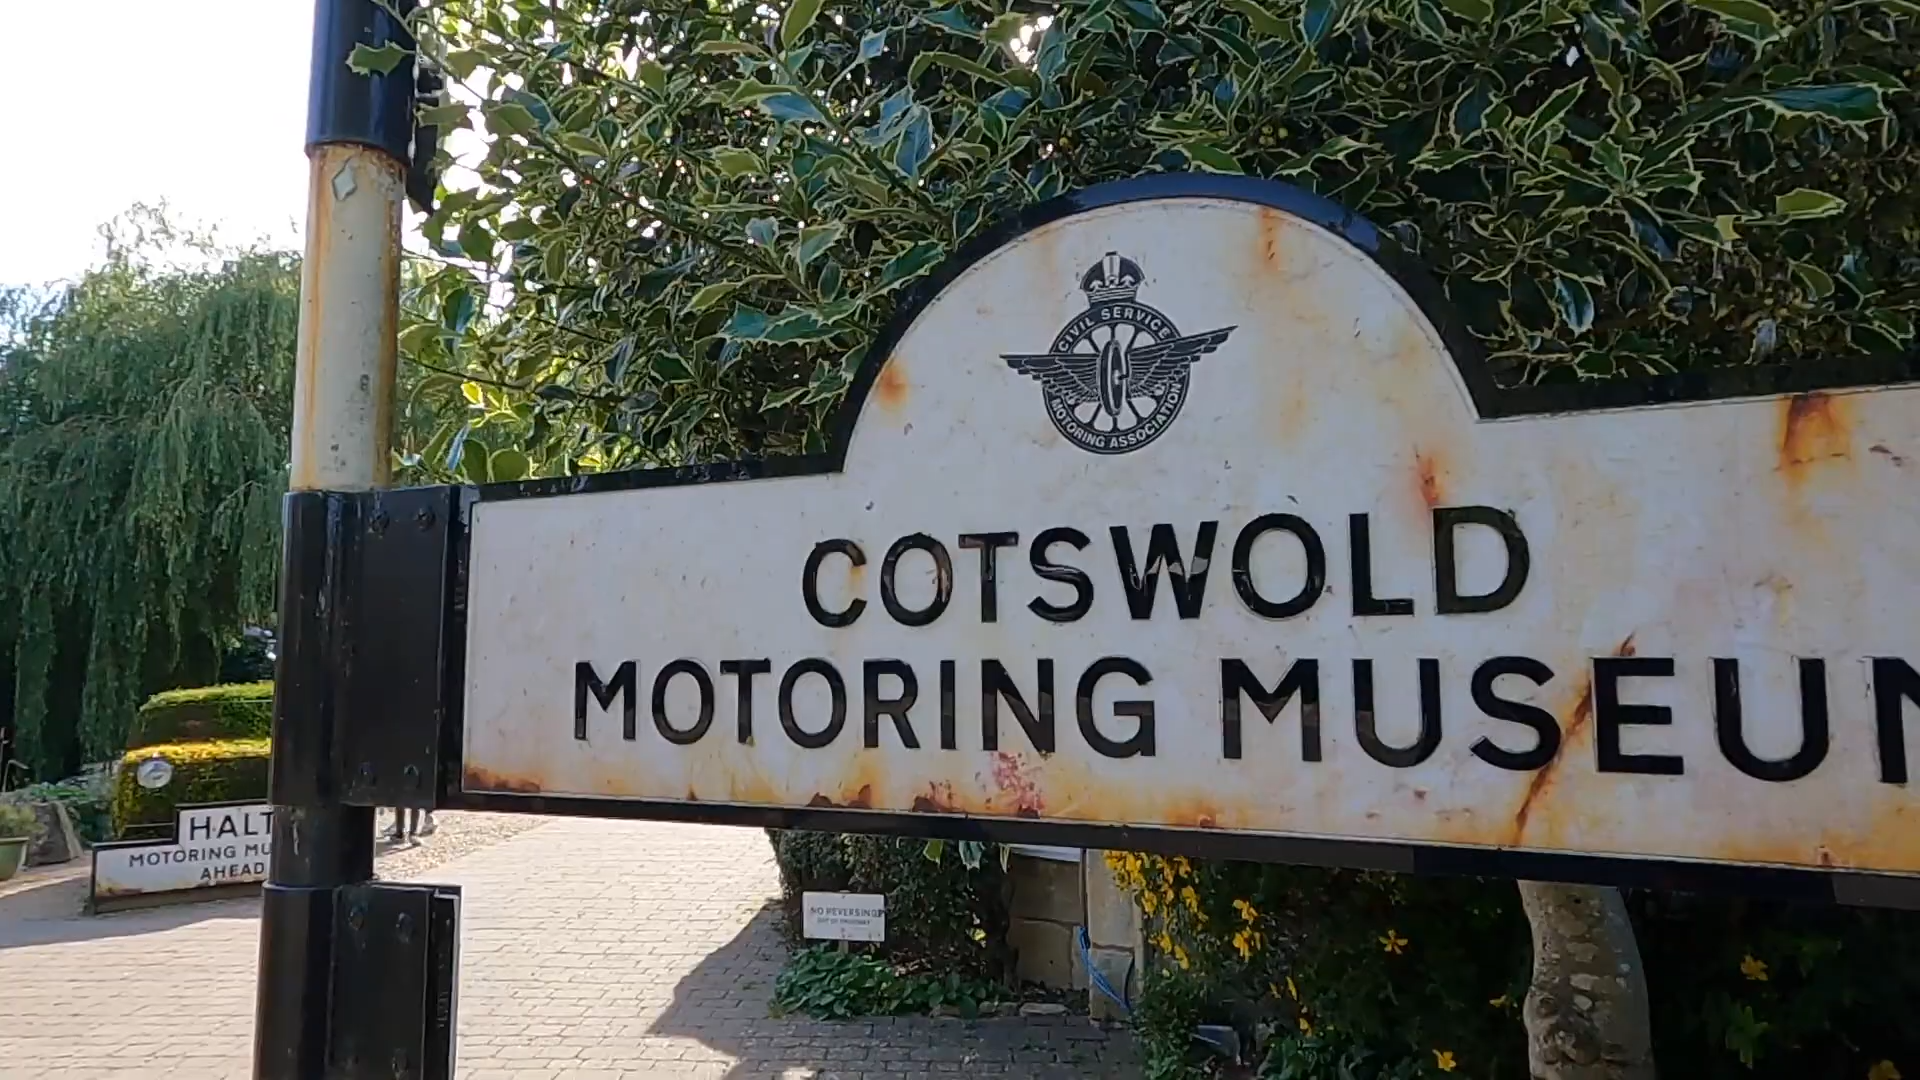 CIVIL SERVICE
MOTORING ASSOCIATION
COTSWOLD
MOTORING MUSEUM
HALT
MOTORING MU
AHEAD
NO REVERSING